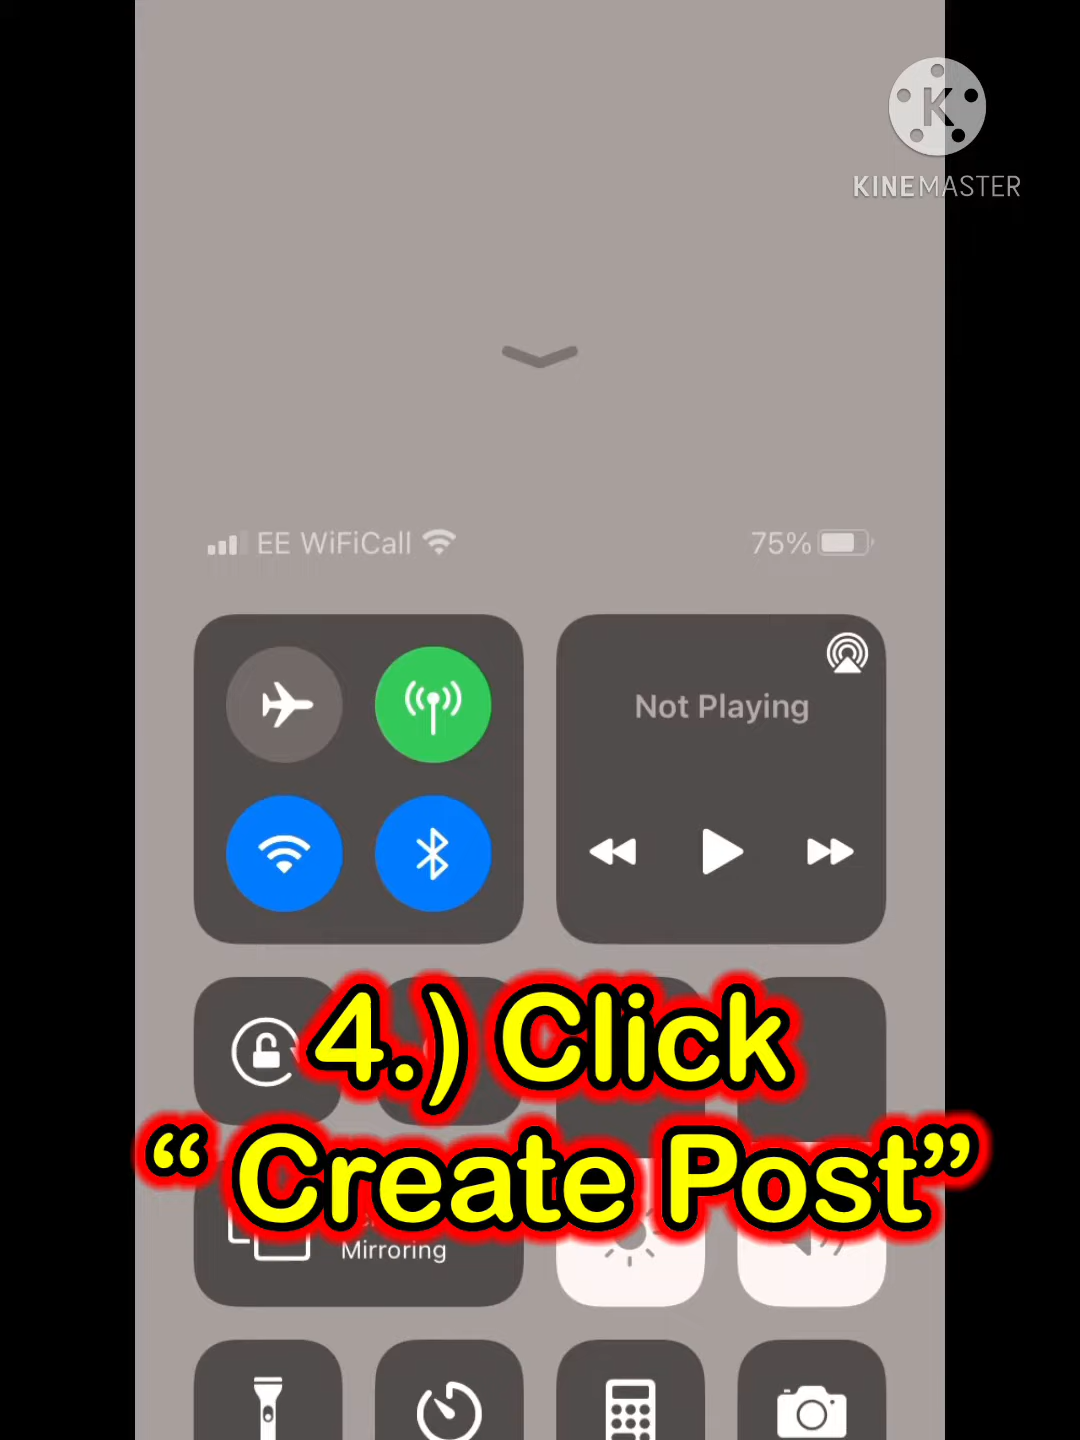 K
KINEMASTER
EE WiFiCall
75%
Not Playing
4.) Click
“ Create Post”
Mirroring